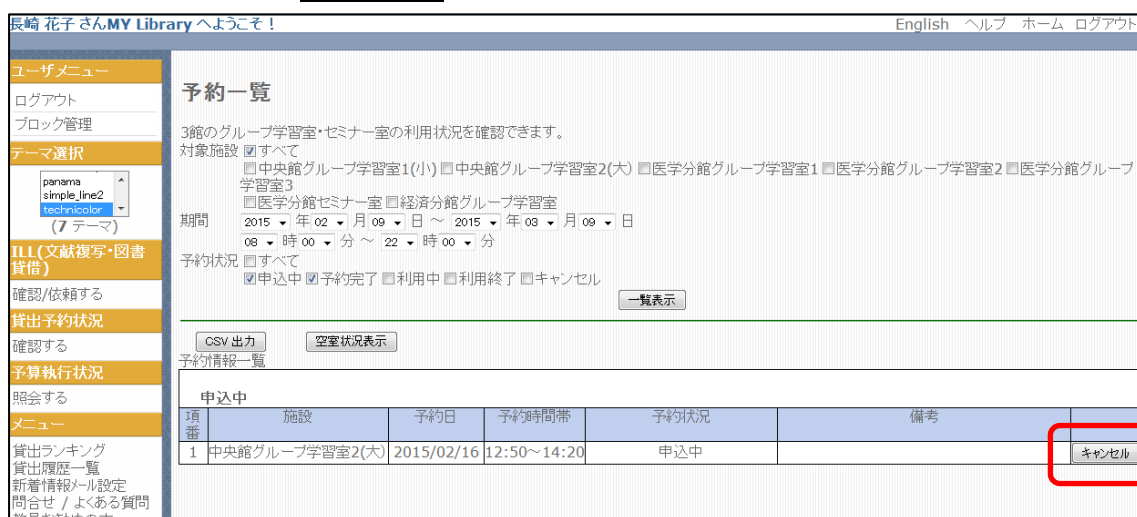 長崎 花子 さんMY Library へようこそ！
English ヘルプ ホーム ログアウト
ユーザメニュー
ログアウト
ブロック管理
テーマ選択
panama
simple_line2
technicolor
(7 テーマ)
ILL(文献複写・図書
貸借)
確認/依頼する
貸出予約状況
確認する
予算執行状況
照会する
メニュー
貸出ランキング
貸出履歴一覧
新着情報メール設定
問合せ / よくある質問
予約一覧
3館のグループ学習室・セミナー室の利用状況を確認できます。
対象施設 すべて
中央館グループ学習室1(小) 中央館グループ学習室2(大) 医学分館グループ学習室1 医学分館グループ学習室2 医学分館グループ
学習室3
医学分館セミナー室 経済分館グループ学習室
期間 2015 年 02 月 09 日 ～ 2015 年 03 月 09 日
08 時 00 分 ～ 22 時 00 分
予約状況 すべて
申込中 予約完了 利用中 利用終了 キャンセル
一覧表示
CSV 出力 空室状況表示
予約情報一覧
申込中
項番 施設 予約日 予約時間帯 予約状況 備考
1 中央館グループ学習室2(大) 2015/02/16 12:50～14:20 申込中 キャンセル